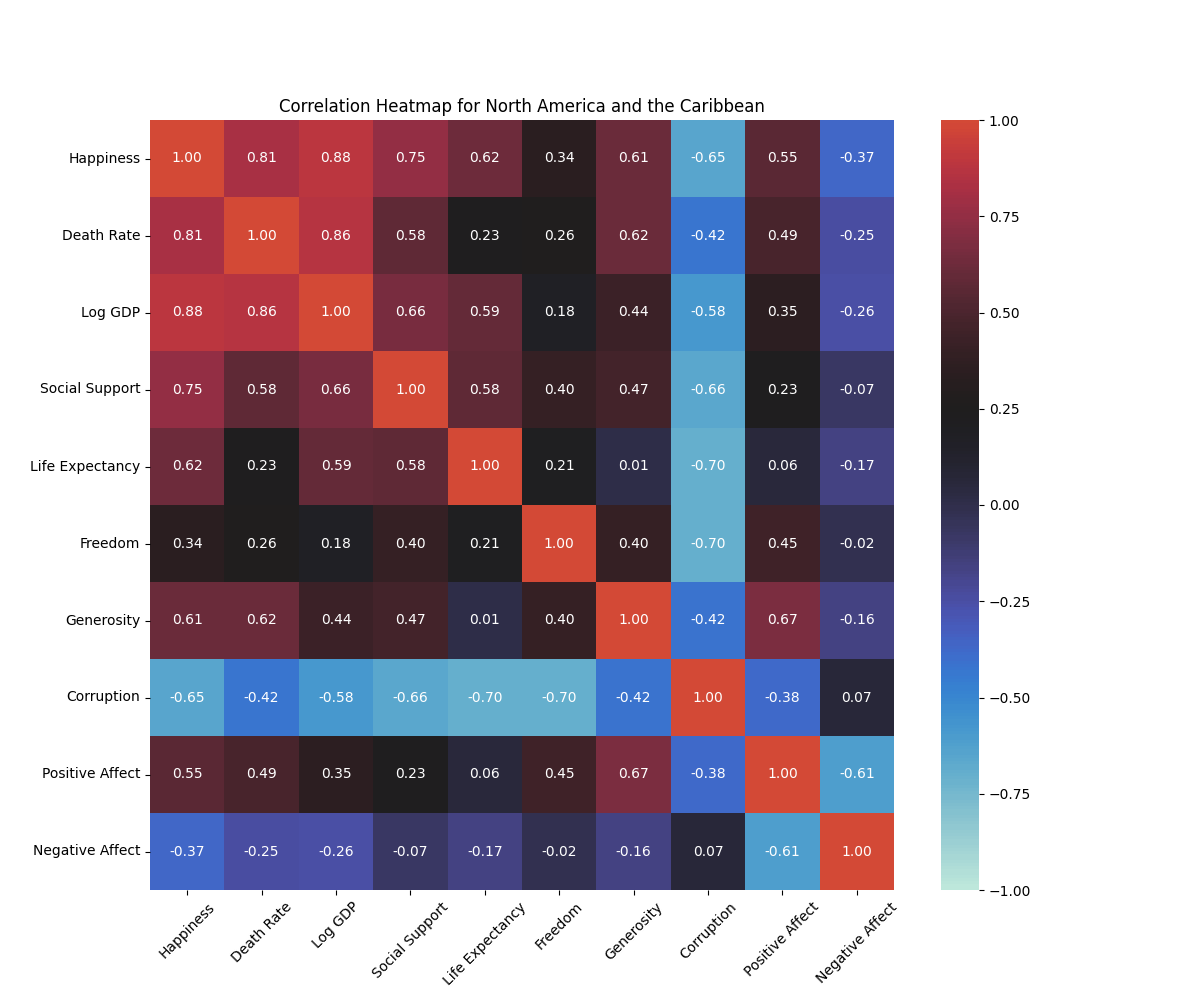 Correlation Heatmap for North America and the Caribbean
Happiness 1.00 0.81 0.88 0.75 0.62 0.34 0.61 -0.65 0.55 -0.37
Death Rate 0.81 1.00 0.86 0.58 0.23 0.26 0.62 -0.42 0.49 -0.25
Log GDP 0.88 0.86 1.00 0.66 0.59 0.18 0.44 -0.58 0.35 -0.26
Social Support 0.75 0.58 0.66 1.00 0.58 0.40 0.47 -0.66 0.23 -0.07
Life Expectancy 0.62 0.23 0.59 0.58 1.00 0.21 0.01 -0.70 0.06 -0.17
Freedom 0.34 0.26 0.18 0.40 0.21 1.00 0.40 -0.70 0.45 -0.02
Generosity 0.61 0.62 0.44 0.47 0.01 0.40 1.00 -0.42 0.67 -0.16
Corruption -0.65 -0.42 -0.58 -0.66 -0.70 -0.70 -0.42 1.00 -0.38 0.07
Positive Affect 0.55 0.49 0.35 0.23 0.06 0.45 0.67 -0.38 1.00 -0.61
Negative Affect -0.37 -0.25 -0.26 -0.07 -0.17 -0.02 -0.16 0.07 -0.61 1.00
Happiness Death Rate Log GDP Social Support Life Expectancy Freedom Generosity Corruption Positive Affect Negative Affect
1.00
0.75
0.50
0.25
0.00
−0.25
−0.50
−0.75
−1.00